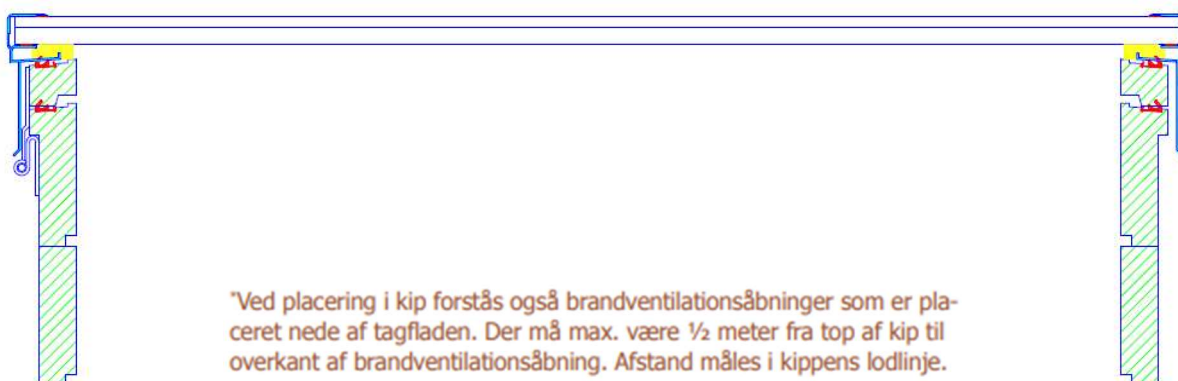 "Ved placering i kip forstås også brandventilationsåbninger som er pla-
ceret nede af tagfladen. Der må max. være ½ meter fra top af kip til
overkant af brandventilationsåbning. Afstand måles i kippens lodlinje.